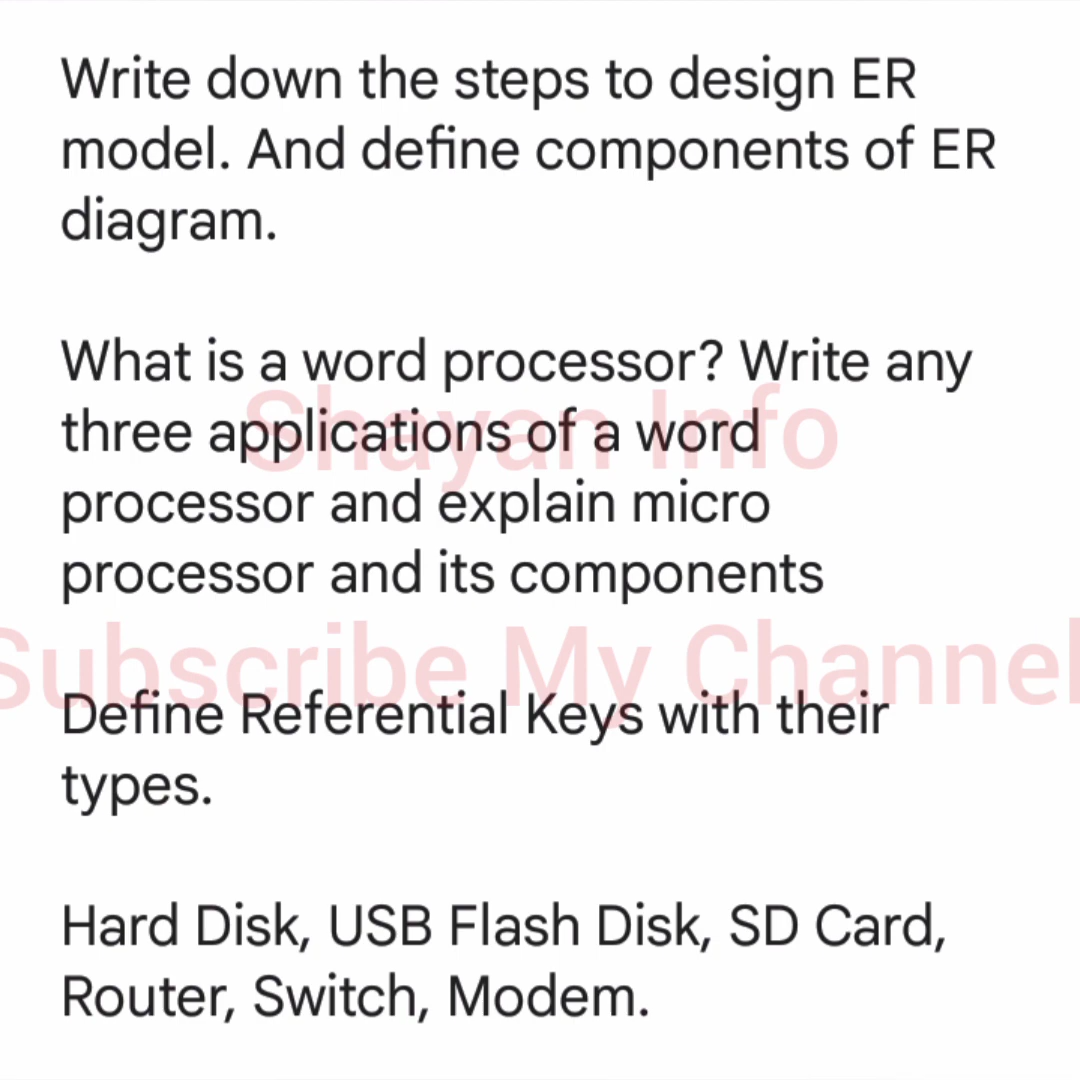 Write down the steps to design ER
model. And define components of ER
diagram.
What is a word processor? Write any
Shayan Info
three applications of a word
processor and explain micro
processor and its components
Subscribe My Channel
Define Referential Keys with their
types.
Hard Disk, USB Flash Disk, SD Card,
Router, Switch, Modem.